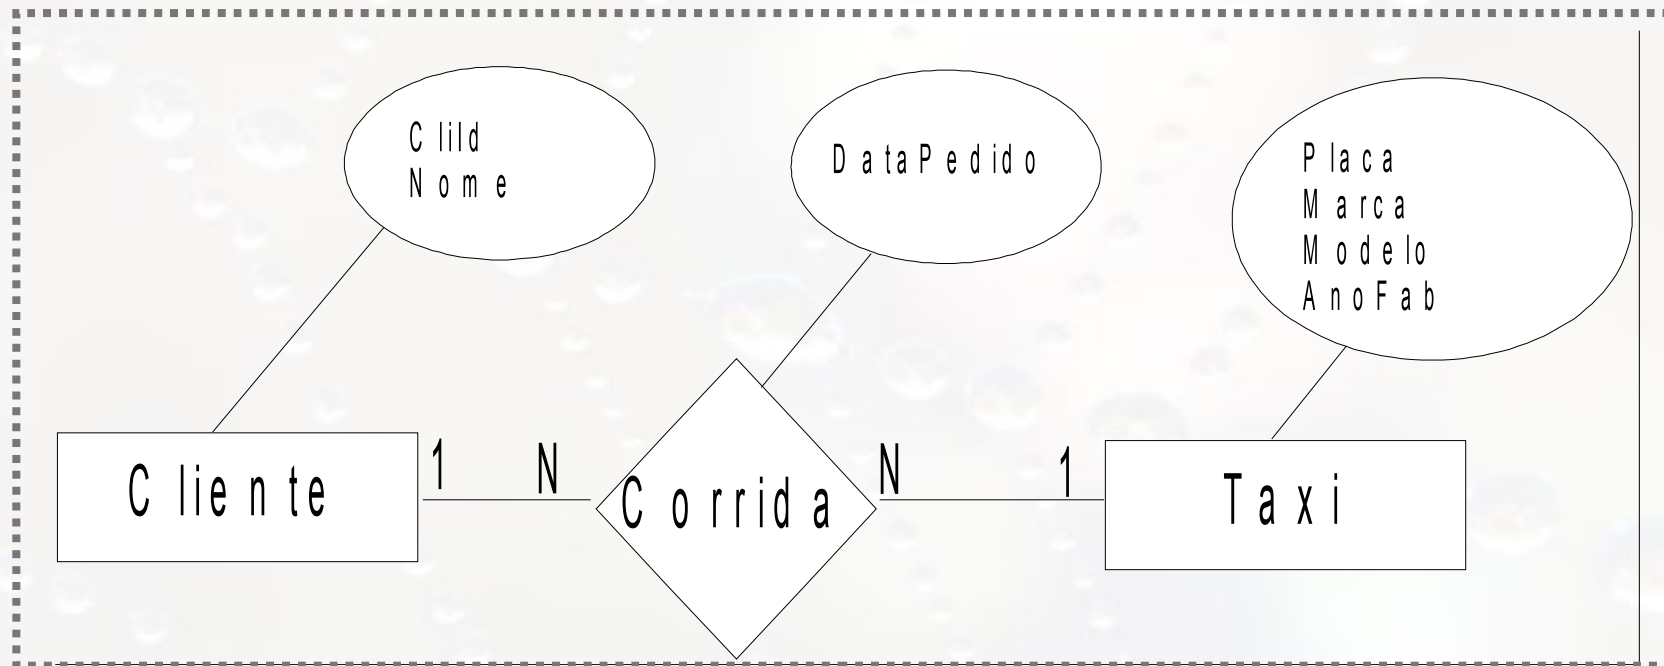 CliId
Nome
DataPedido
Placa
Marca
Modelo
AnoFab
Cliente
1
N
Corrida
N
1
Taxi